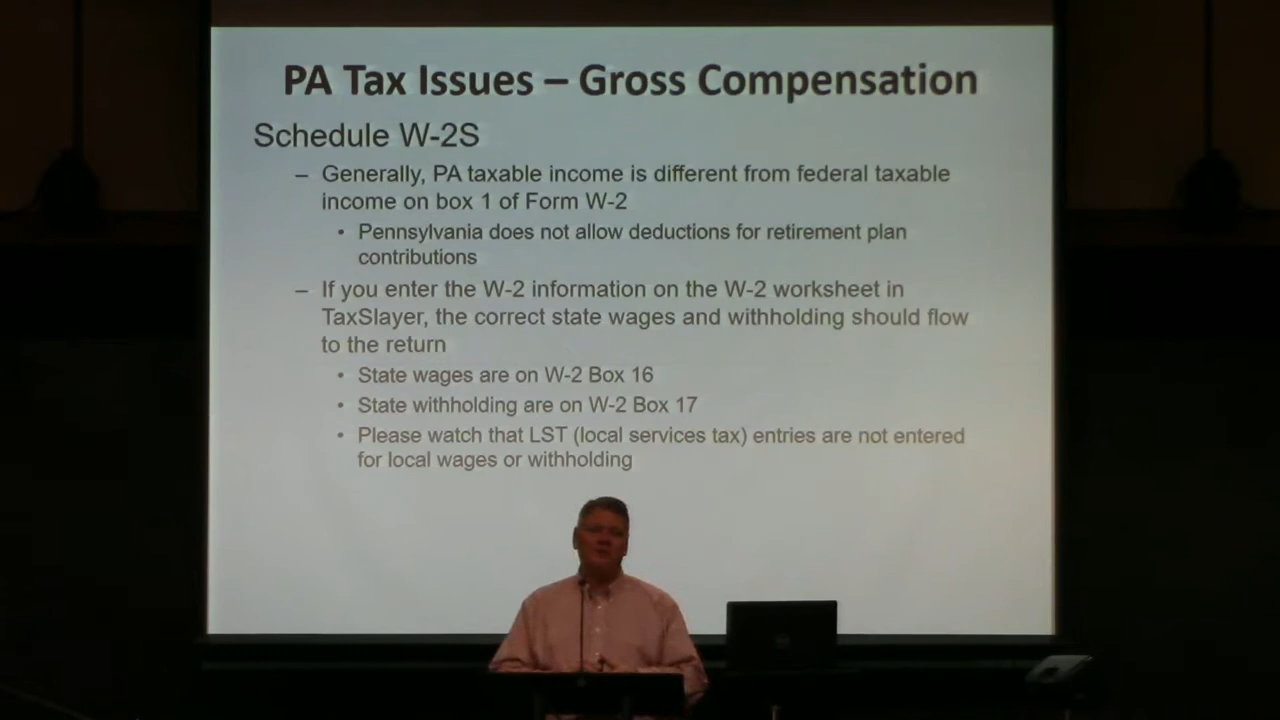 PA Tax Issues – Gross Compensation
Schedule W-2S
– Generally, PA taxable income is different from federal taxable
income on box 1 of Form W-2
• Pennsylvania does not allow deductions for retirement plan
contributions
– If you enter the W-2 information on the W-2 worksheet in
TaxSlayer, the correct state wages and withholding should flow
to the return
• State wages are on W-2 Box 16
• State withholding are on W-2 Box 17
• Please watch that LST (local services tax) entries are not entered
for local wages or withholding